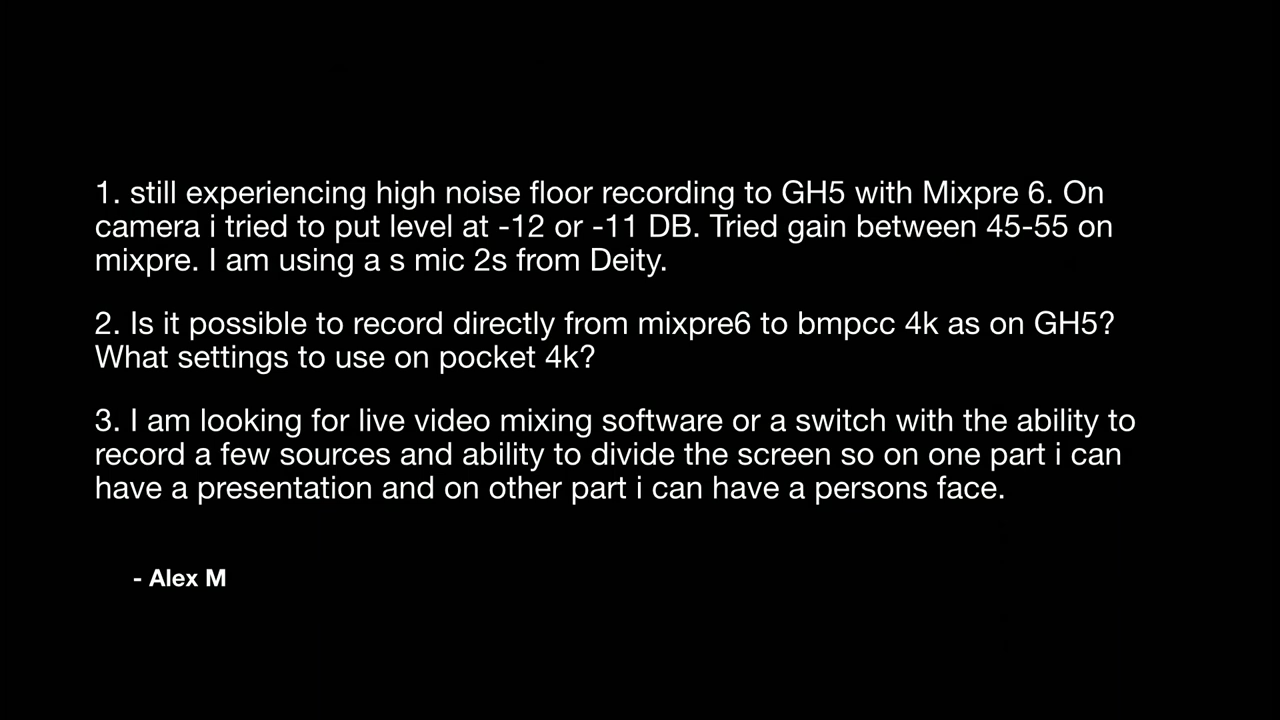 1. still experiencing high noise floor recording to GH5 with Mixpre 6. On
camera i tried to put level at -12 or -11 DB. Tried gain between 45-55 on
mixpre. I am using a s mic 2s from Deity.
2. Is it possible to record directly from mixpre6 to bmpcc 4k as on GH5?
What settings to use on pocket 4k?
3. I am looking for live video mixing software or a switch with the ability to
record a few sources and ability to divide the screen so on one part i can
have a presentation and on other part i can have a persons face.
- Alex M